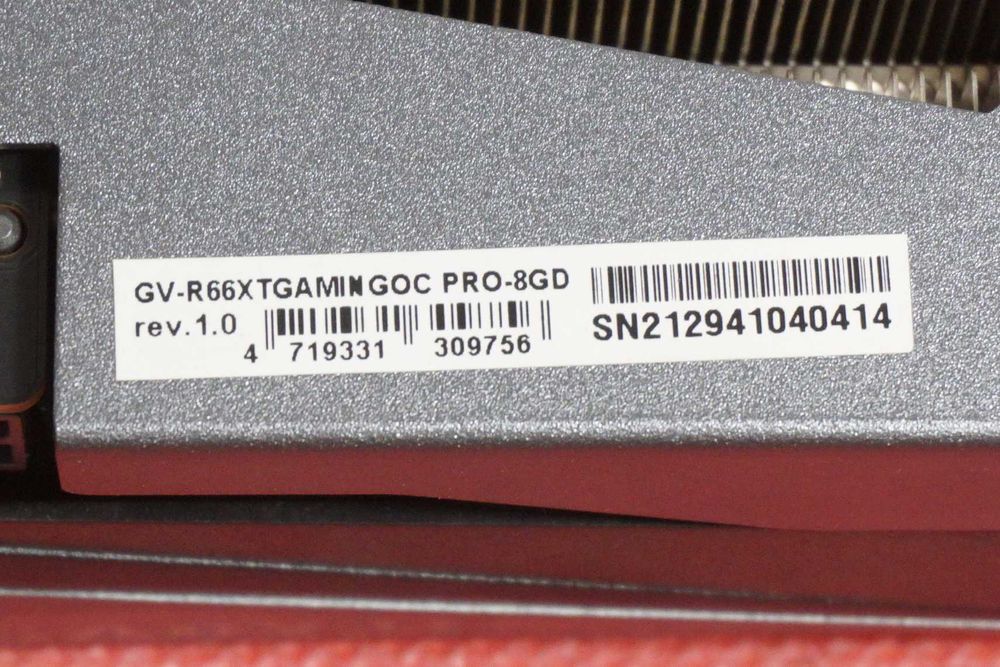 GV-R66XTGAMINGOC PRO-8GD
rev.1.0
4 719331 309756
SN212941040414